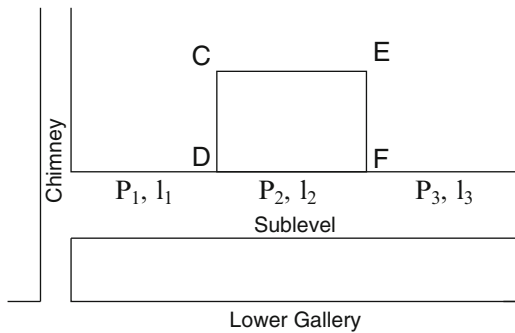 C E
Chimney
D F
P₁, l₁ P₂, l₂ P₃, l₃
Sublevel
Lower Gallery